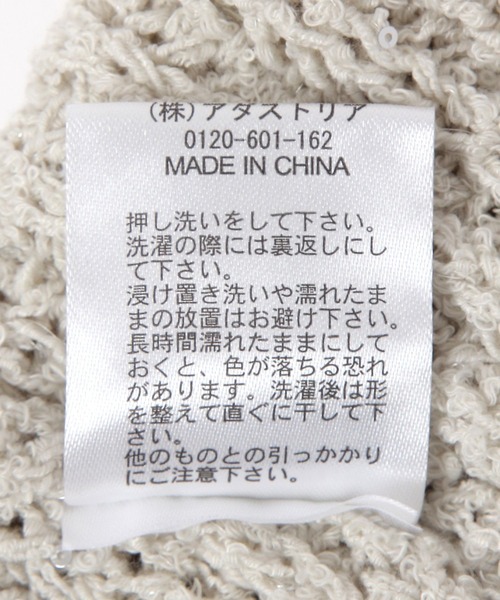 (株)アダストリア
0120-601-162
MADE IN CHINA
押し洗いをして下さい。
洗濯の際には裏返しにし
て下さい。
浸け置き洗いや濡れたま
まの放置はお避け下さい。
長時間濡れたままにして
おくと、色が落ちる恐れ
があります。洗濯後は形
を整えて直ぐに干して下
さい。
他のものとの引っかかり
にご注意下さい。